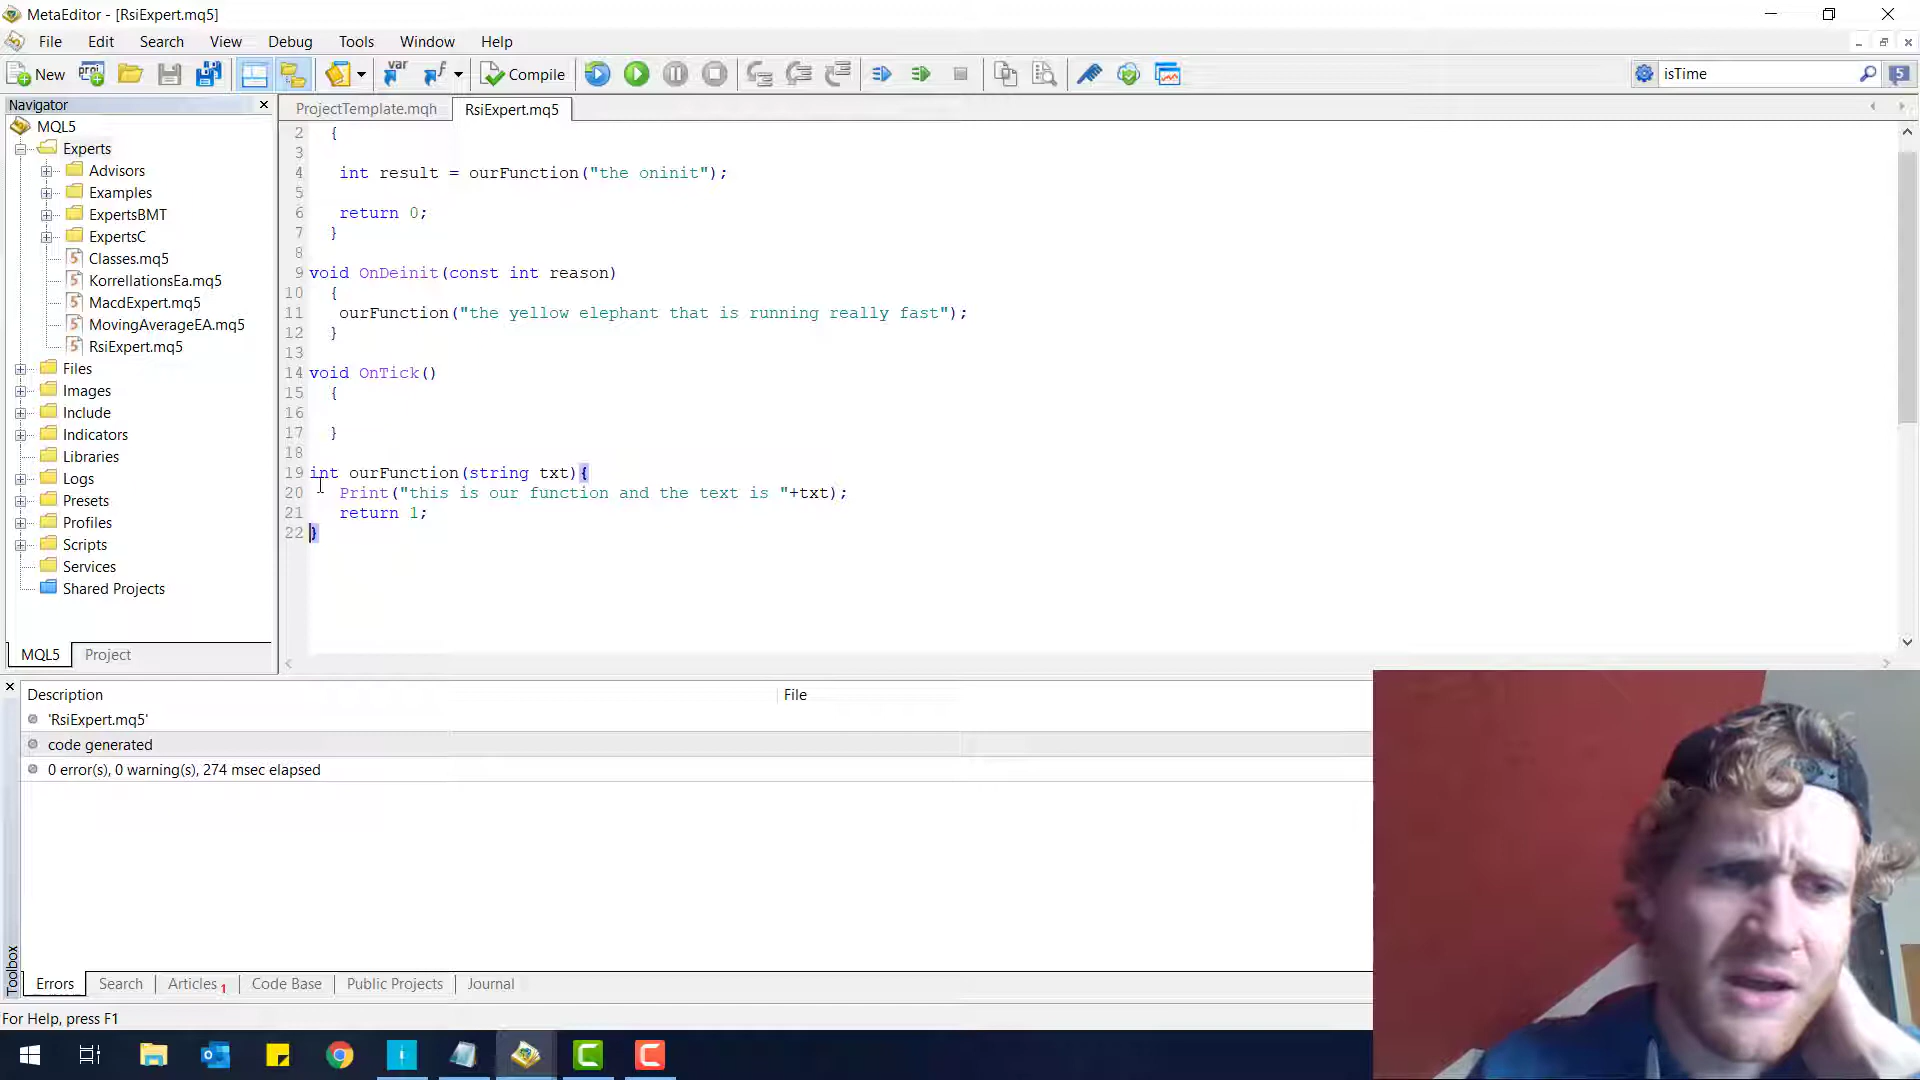 MetaEditor - [RsiExpert.mq5]
File Edit Search View Debug Tools Window Help
New Compile isTime 5
Navigator
ProjectTemplate.mqh RsiExpert.mq5
MQL5
Experts
Advisors
Examples
ExpertsBMT
ExpertsC
Classes.mq5
KorrellationsEa.mq5
MacdExpert.mq5
MovingAverageEA.mq5
RsiExpert.mq5
Files
Images
Include
Indicators
Libraries
Logs
Presets
Profiles
Scripts
Services
Shared Projects
MQL5 Project
2 {
3
4 int result = ourFunction("the oninit");
5
6 return 0;
7 }
8
9 void OnDeinit(const int reason)
10 {
11 ourFunction("the yellow elephant that is running really fast");
12 }
13
14 void OnTick()
15 {
16
17 }
18
19 int ourFunction(string txt){
20 Print("this is our function and the text is "+txt);
21 return 1;
22 }
Description File
'RsiExpert.mq5'
code generated
0 error(s), 0 warning(s), 274 msec elapsed
Toolbox
Errors Search Articles 1 Code Base Public Projects Journal
For Help, press F1